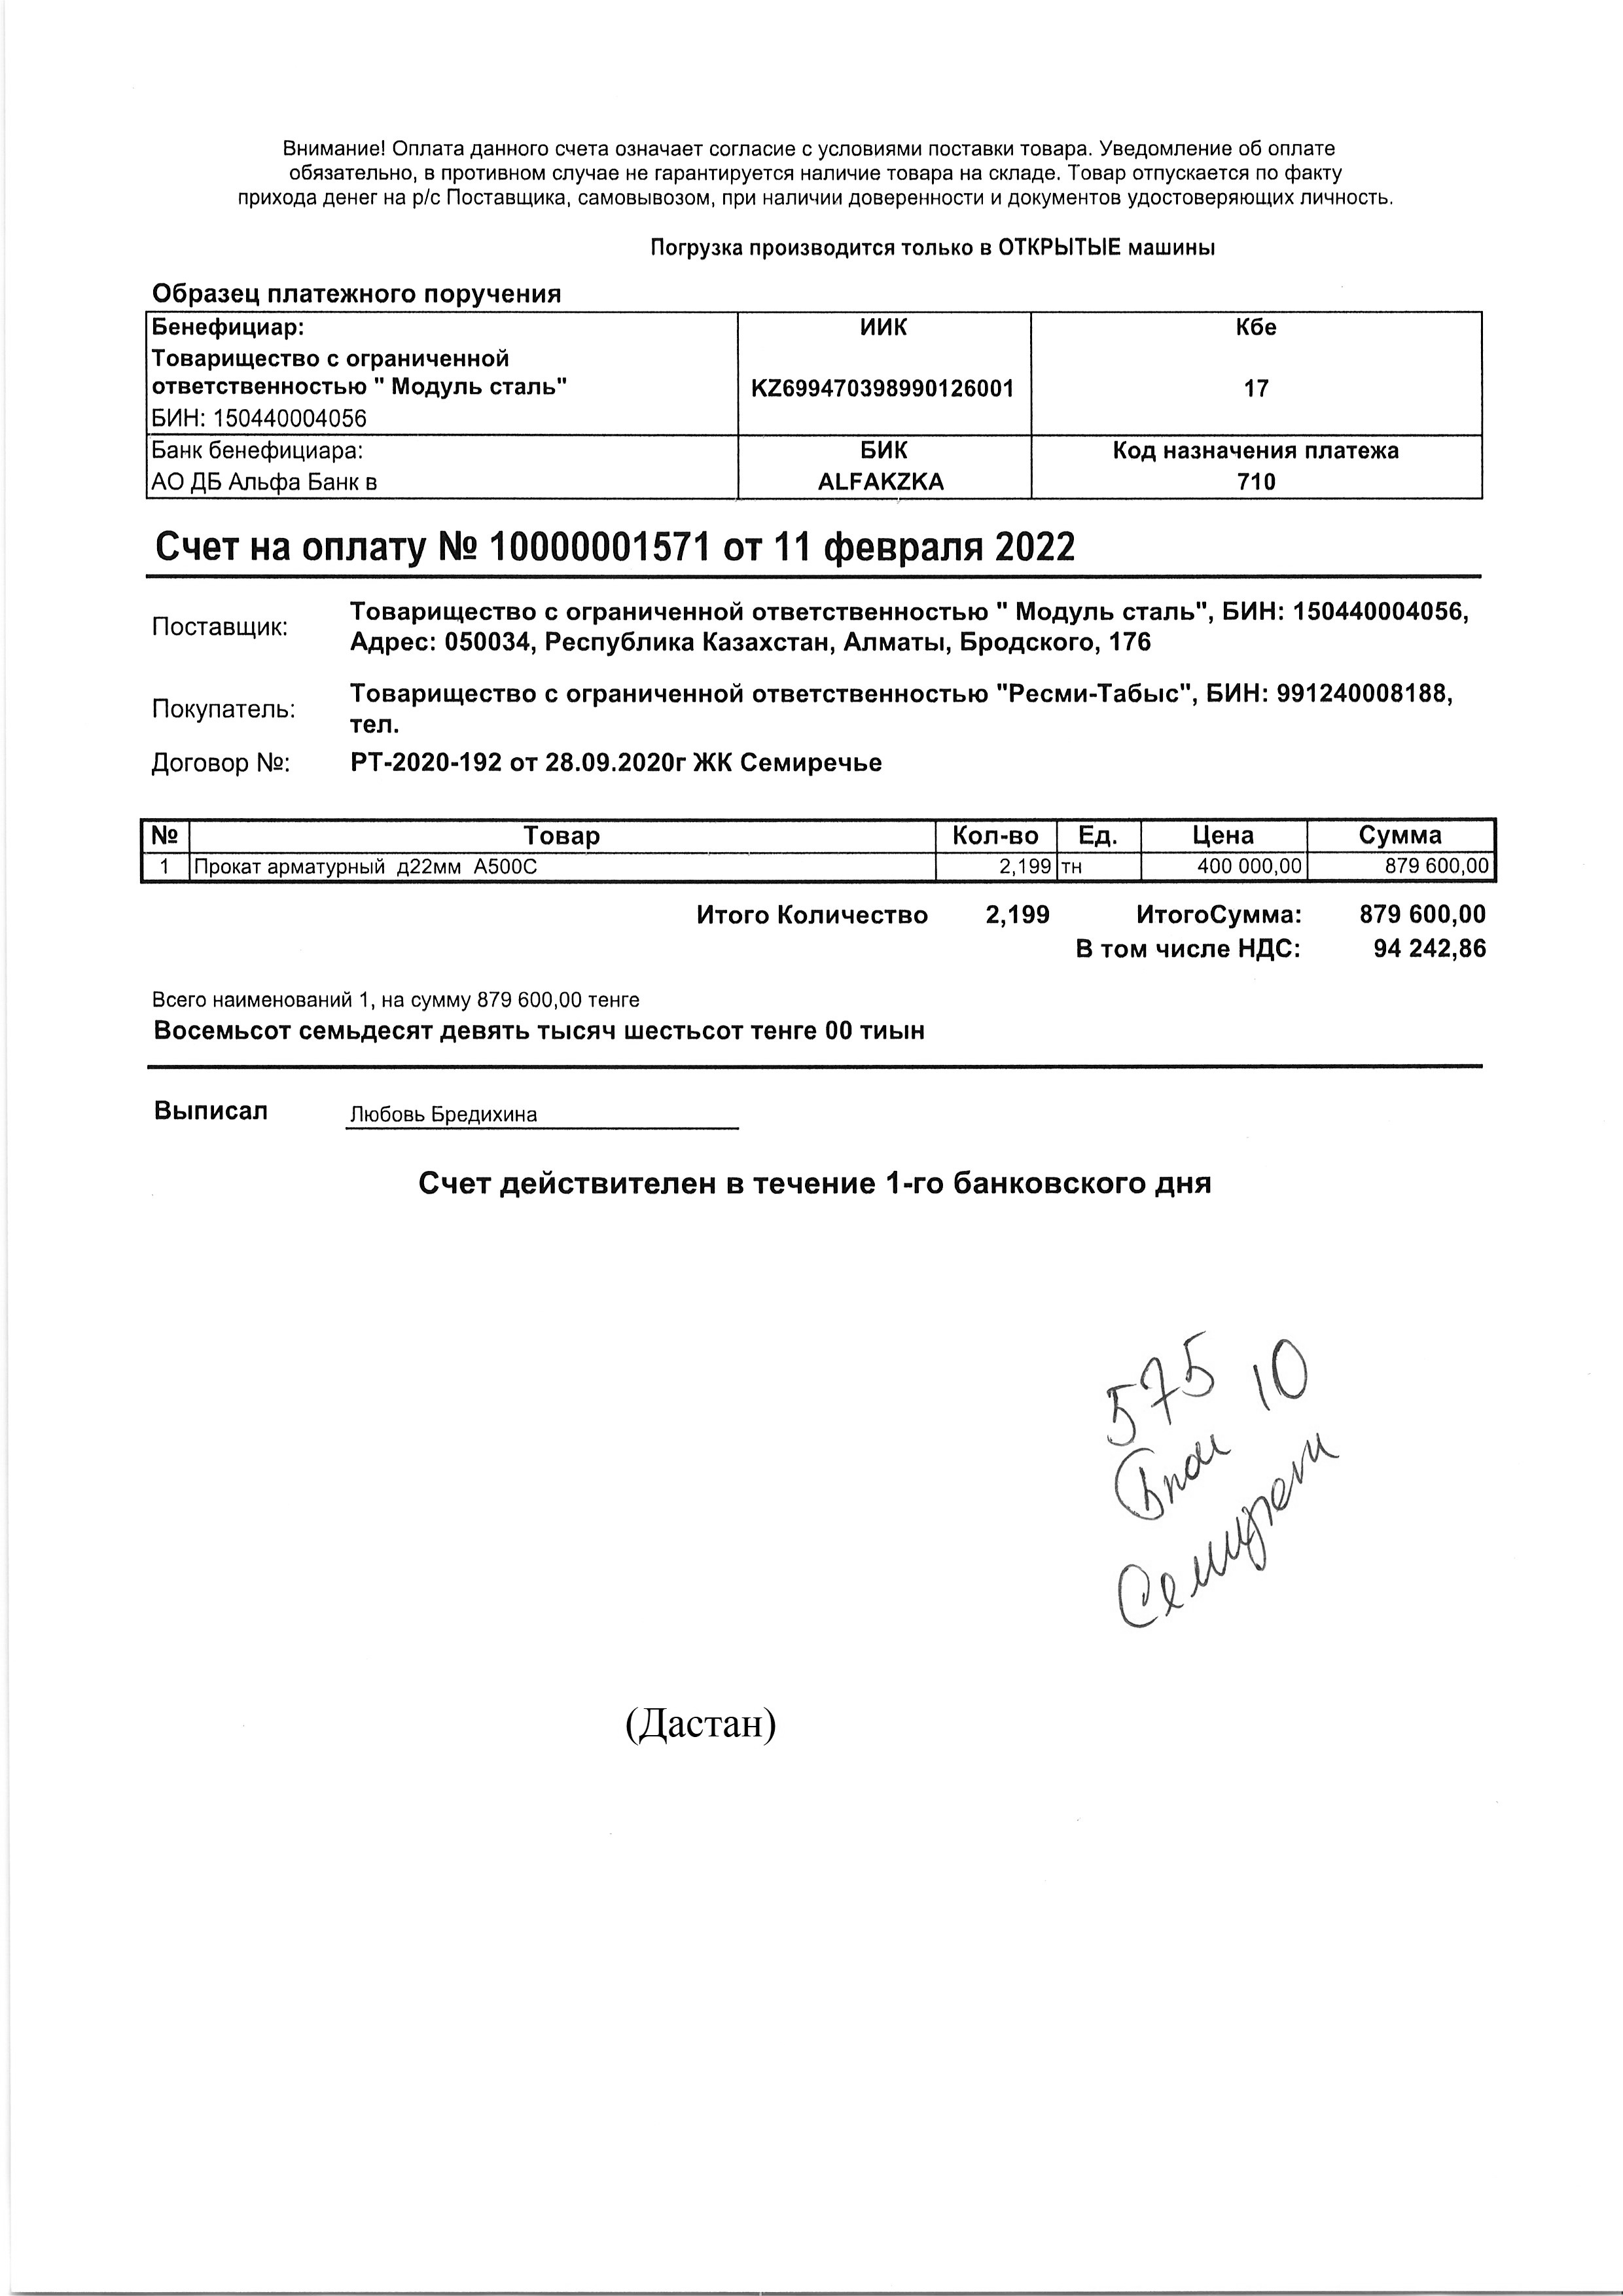 Внимание! Оплата данного счета означает согласие с условиями поставки товара. Уведомление об оплате
обязательно, в противном случае не гарантируется наличие товара на складе. Товар отпускается по факту
прихода денег на р/с Поставщика, самовывозом, при наличии доверенности и документов удостоверяющих личность.
Погрузка производится только в ОТКРЫТЫЕ машины
Образец платежного поручения
Бенефициар: ИИК Кбе
Товарищество с ограниченной
ответственностью " Модуль сталь" KZ699470398990126001 17
БИН: 150440004056
Банк бенефициара: БИК Код назначения платежа
АО ДБ Альфа Банк в ALFAKZKA 710
Счет на оплату № 10000001571 от 11 февраля 2022
Поставщик: Товарищество с ограниченной ответственностью " Модуль сталь", БИН: 150440004056,
Адрес: 050034, Республика Казахстан, Алматы, Бродского, 176
Покупатель: Товарищество с ограниченной ответственностью "Ресми-Табыс", БИН: 991240008188,
тел.
Договор №: РТ-2020-192 от 28.09.2020г ЖК Семиречье
№ Товар Кол-во Ед. Цена Сумма
1 Прокат арматурный д22мм А500С 2,199 тн 400 000,00 879 600,00
Итого Количество 2,199 ИтогоСумма: 879 600,00
В том числе НДС: 94 242,86
Всего наименований 1, на сумму 879 600,00 тенге
Восемьсот семьдесят девять тысяч шестьсот тенге 00 тиын
Выписал Любовь Бредихина
Счет действителен в течение 1-го банковского дня
575 10
(Дастан)